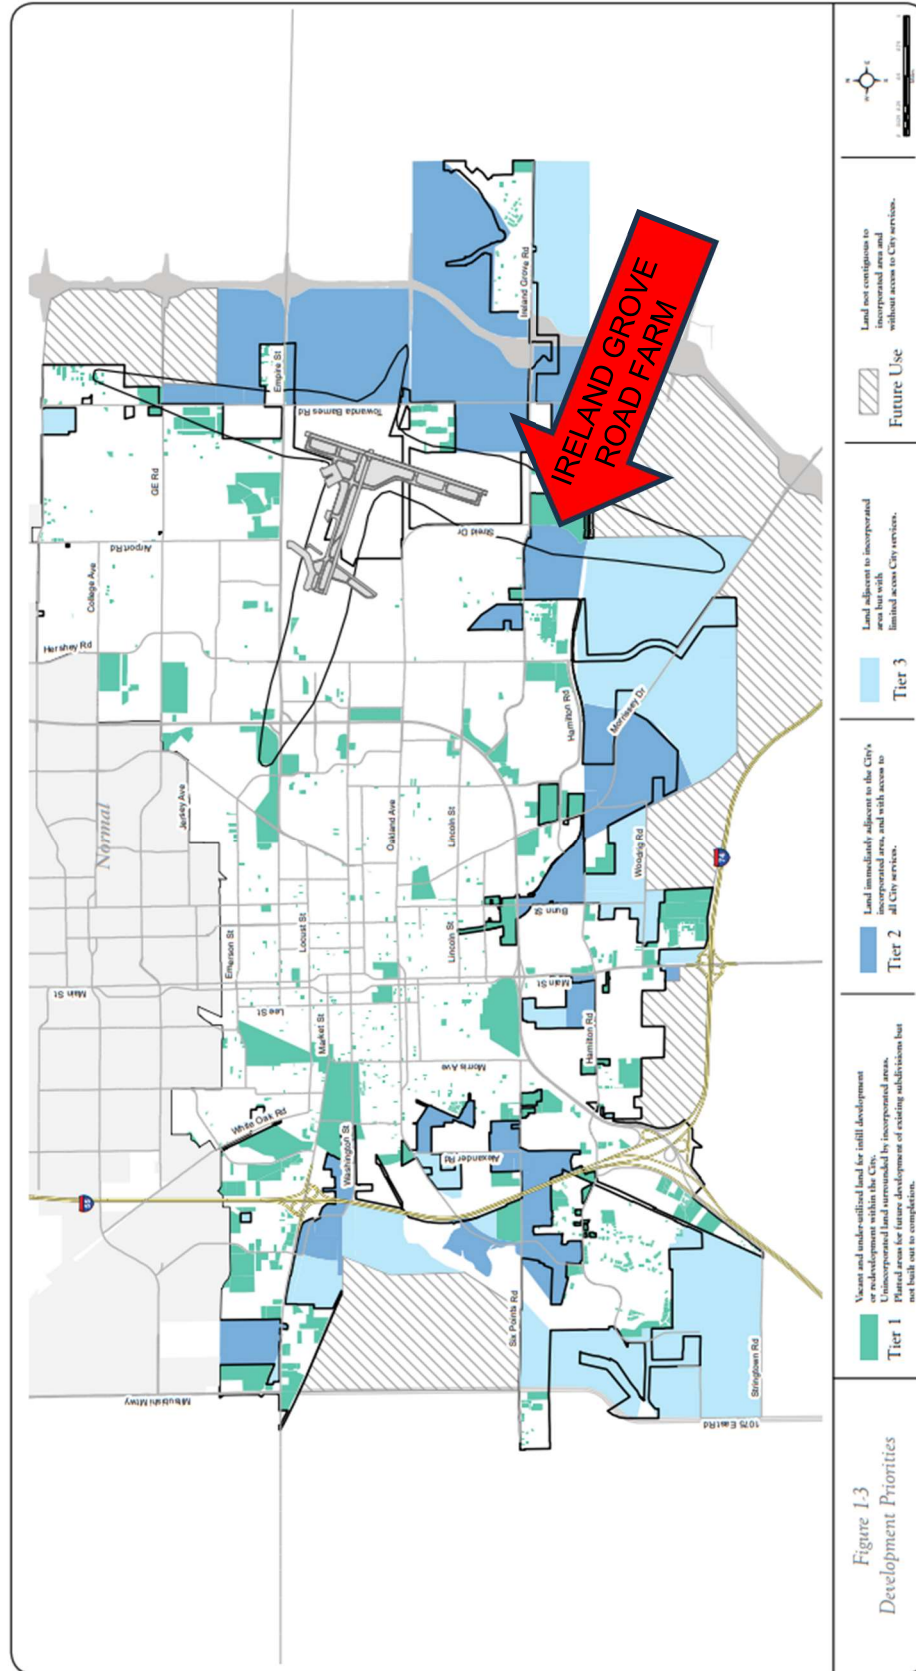 Figure 1-3
Development Priorities
Tier 1
Vacant and under-utilized land for infill development
or redevelopment within the City.
Unincorporated land surrounded by incorporated areas.
Platted areas for future development of existing subdivisions but
not built out to completion.
Tier 2
Land immediately adjacent to the City's
incorporated area, and with access to
all City services.
Tier 3
Land adjacent to incorporated
area but with
limited access City services.
Future Use
Land not contiguous to
incorporated area and
without access to City services.
N
E
S
W
Miles
IRELAND GROVE
ROAD FARM
Normal
Mitsubishi Mtwy
55
White Oak Rd
Main St
Emerson St
Lee St
Locust St
Market St
Washington St
Jersey Ave
Hershey Rd
College Ave
Airport Rd
GE Rd
Empire St
Towanda Barnes Rd
Streid Dr
Ireland Grove Rd
Oakland Ave
Lincoln St
Lincoln St
Bunn St
Main St
Morris Ave
Alexander Rd
Six Points Rd
Hamilton Rd
Hamilton Rd
Woodrig Rd
Morrissey Dr
74
Stringtown Rd
1075 East Rd